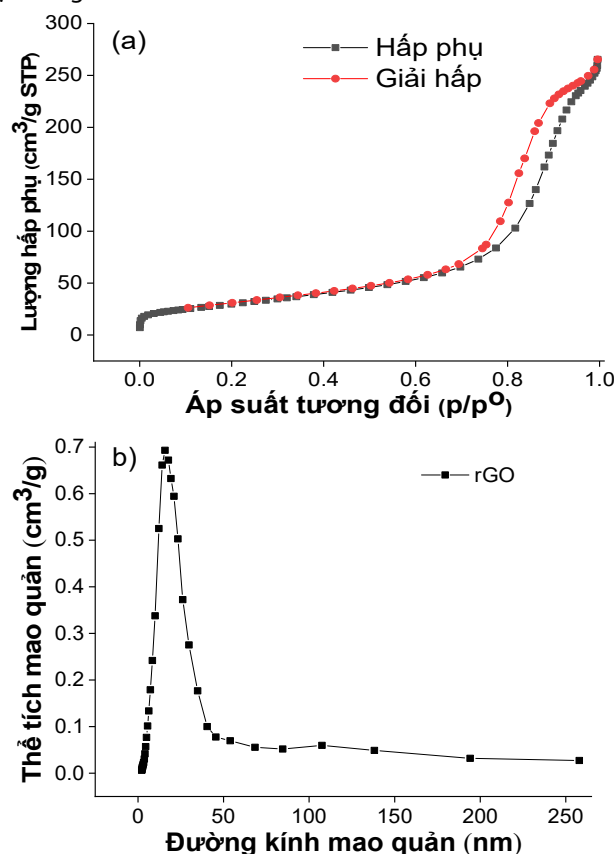 (a)
Hấp phụ
Giải hấp
Lượng hấp phụ (cm³/g STP)
300
250
200
150
100
50
0
0.0 0.2 0.4 0.6 0.8 1.0
Áp suất tương đối (p/pᴼ)
b)
rGO
Thể tích mao quản (cm³/g)
0.7
0.6
0.5
0.4
0.3
0.2
0.1
0.0
0 50 100 150 200 250
Đường kính mao quản (nm)